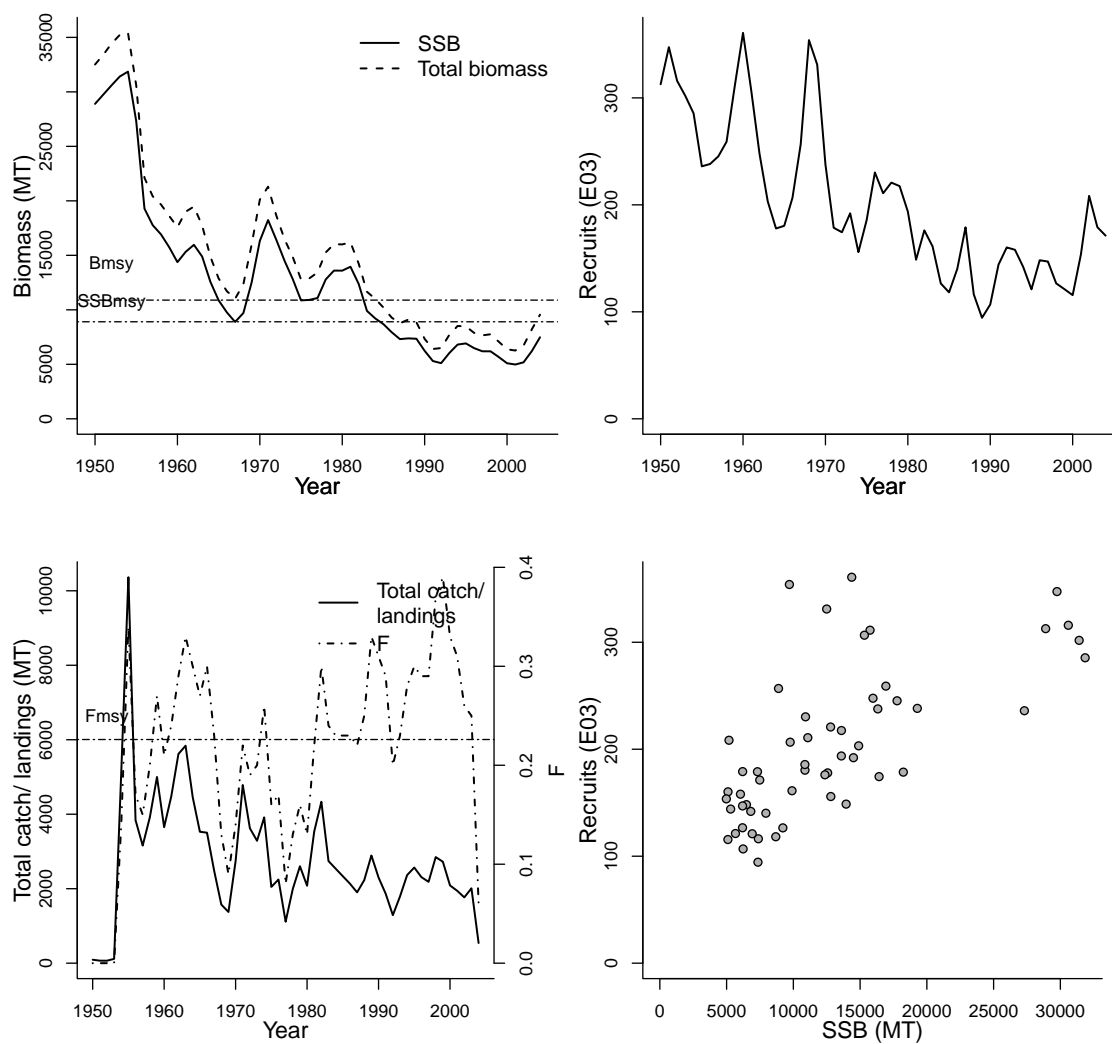 35000
25000
15000
5000
0
Biomass (MT)
SSB
Total biomass
Bmsy
SSBmsy
1950 1960 1970 1980 1990 2000
Year
300
200
100
0
Recruits (E03)
1950 1960 1970 1980 1990 2000
Year
10000
8000
6000
4000
2000
0
Total catch/ landings (MT)
Total catch/
landings
F
Fmsy
0.4
0.3
0.2
0.1
0.0
F
1950 1960 1970 1980 1990 2000
Year
300
200
100
0
Recruits (E03)
0 5000 10000 15000 20000 25000 30000
SSB (MT)